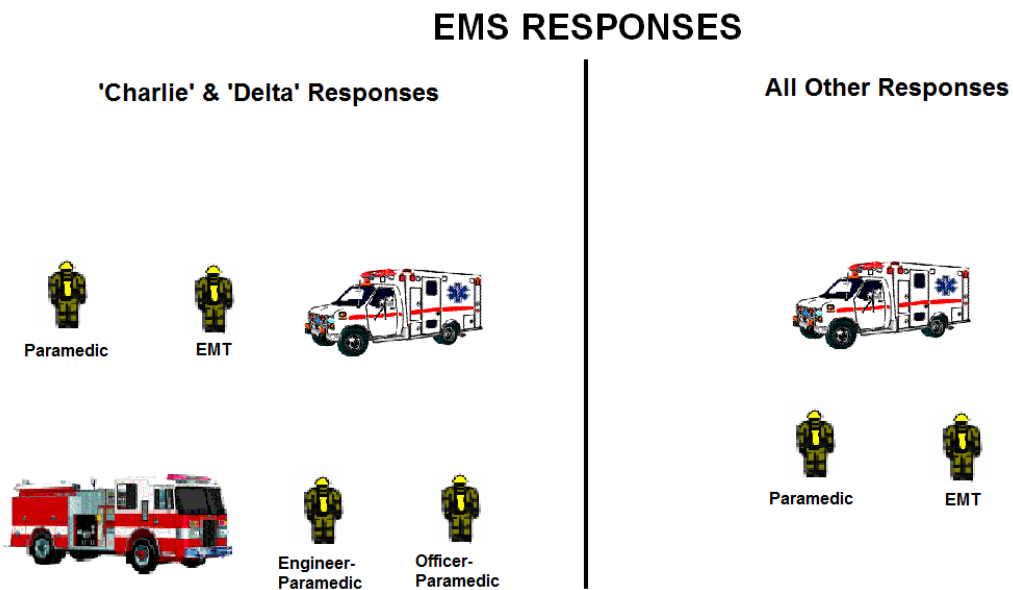 EMS RESPONSES
'Charlie' & 'Delta' Responses
All Other Responses
Paramedic
EMT
Paramedic
EMT
Engineer-
Paramedic
Officer-
Paramedic